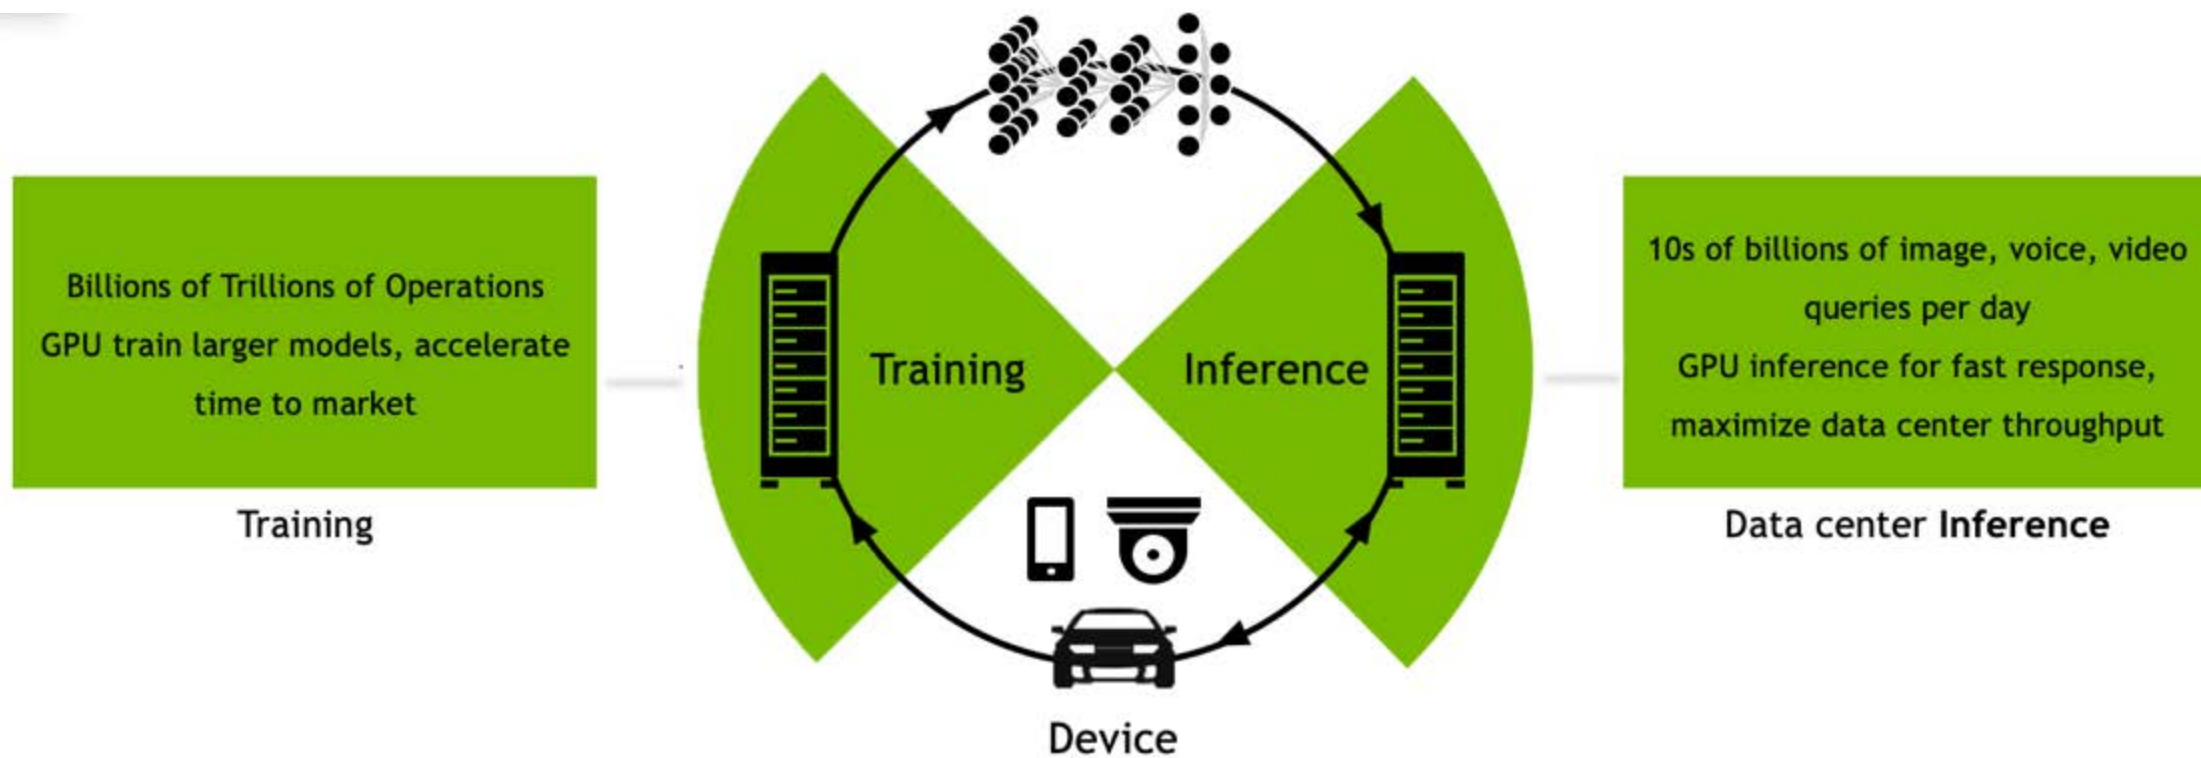 Billions of Trillions of Operations
GPU train larger models, accelerate
time to market
Training
Training
Inference
Device
10s of billions of image, voice, video
queries per day
GPU inference for fast response,
maximize data center throughput
Data center Inference